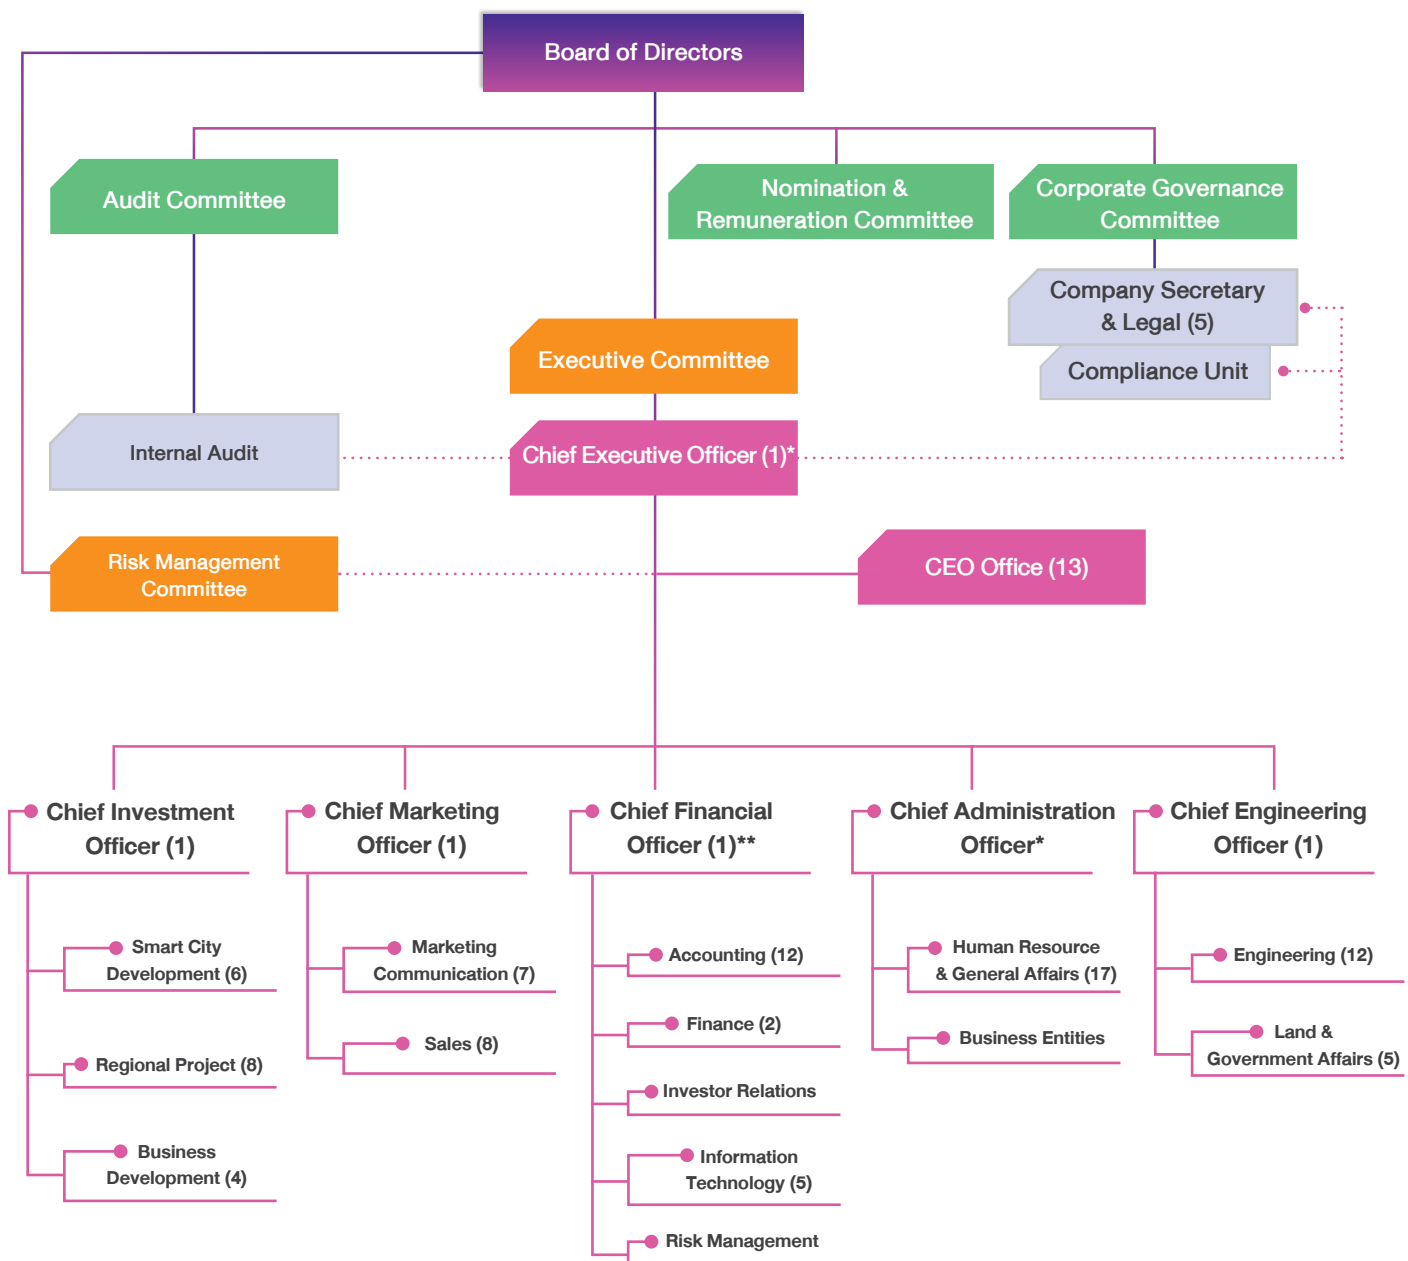 Board of Directors
Audit Committee
Nomination &
Remuneration Committee
Corporate Governance
Committee
Company Secretary
& Legal (5)
Compliance Unit
Executive Committee
Internal Audit
Chief Executive Officer (1)*
Risk Management
Committee
CEO Office (13)
Chief Investment
Officer (1)
Smart City
Development (6)
Regional Project (8)
Business
Development (4)
Chief Marketing
Officer (1)
Marketing
Communication (7)
Sales (8)
Chief Financial
Officer (1)**
Accounting (12)
Finance (2)
Investor Relations
Information
Technology (5)
Risk Management
Chief Administration
Officer*
Human Resource
& General Affairs (17)
Business Entities
Chief Engineering
Officer (1)
Engineering (12)
Land &
Government Affairs (5)